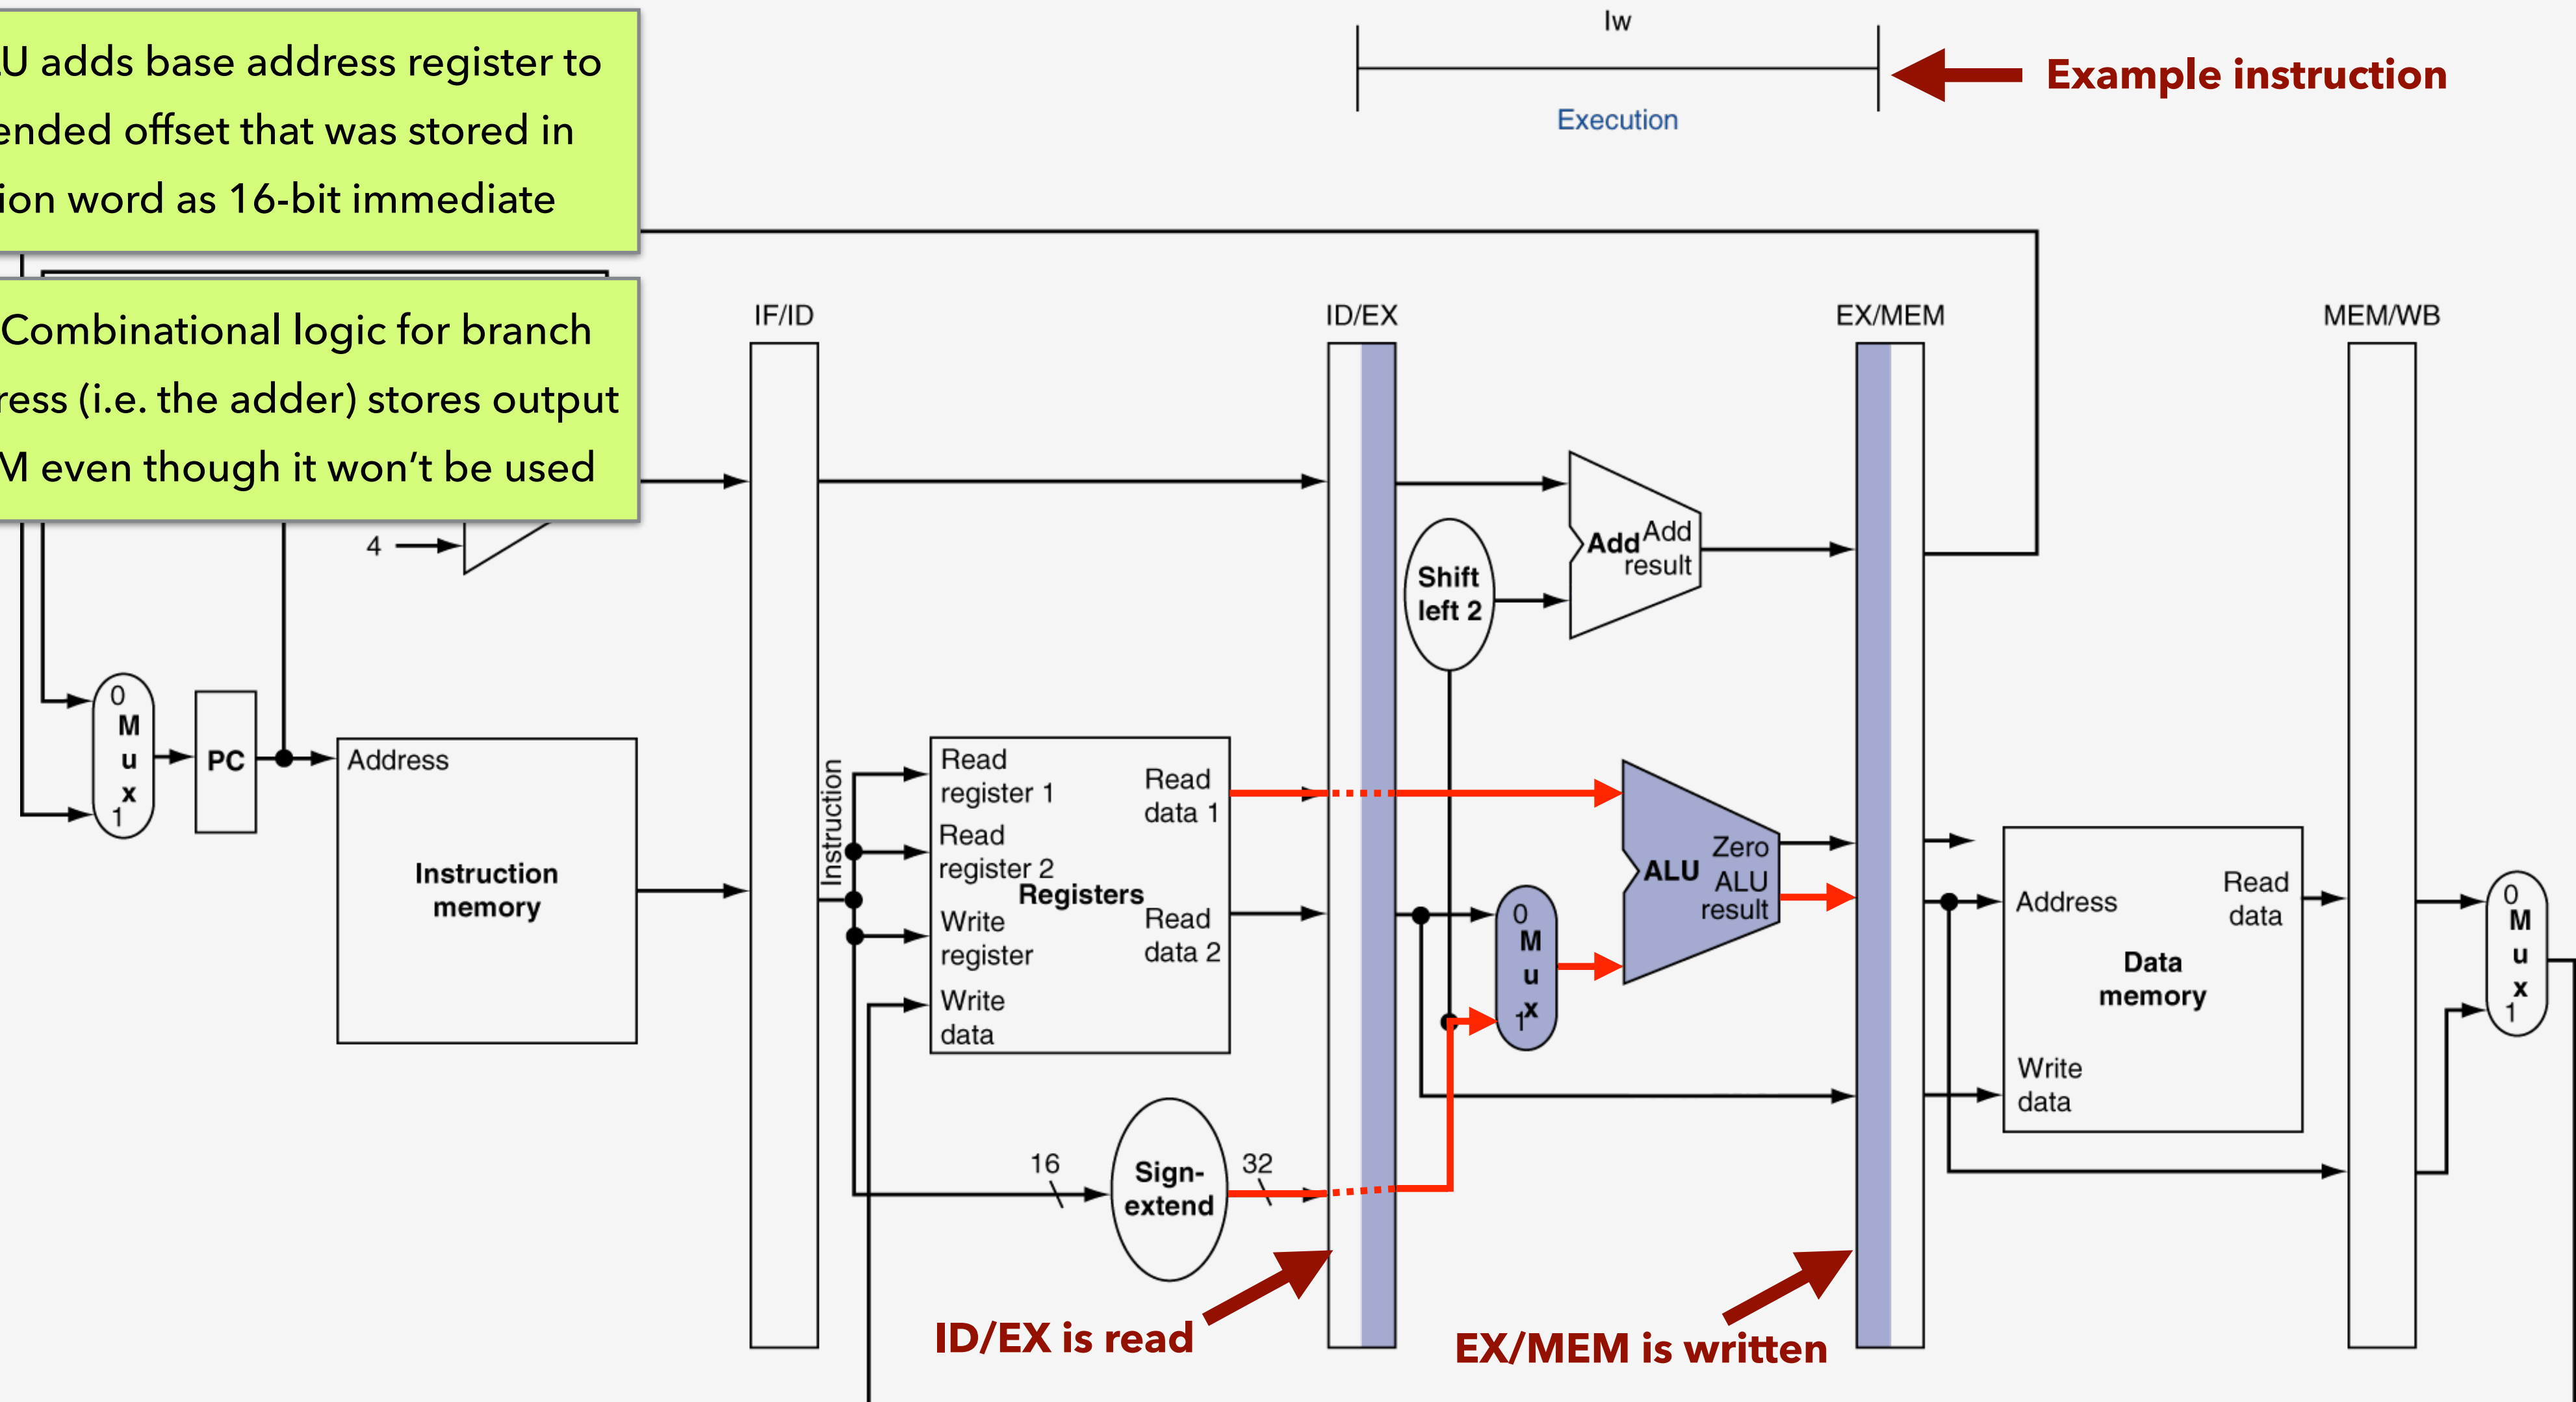 U adds base address register to
ended offset that was stored in
ion word as 16-bit immediate
lw
Execution
Example instruction
Combinational logic for branch
ress (i.e. the adder) stores output
M even though it won't be used
IF/ID
ID/EX
EX/MEM
MEM/WB
4
Add
Add
result
Shift
left 2
0
M
u
x
1
PC
Address
Instruction
memory
Instruction
Read
register 1
Read
register 2
Write
register
Write
data
Registers
Read
data 1
Read
data 2
0
M
u
x
1
Zero
ALU
ALU
result
Address
Read
data
Data
memory
Write
data
0
M
u
x
1
16
Sign-
extend
32
ID/EX is read
EX/MEM is written